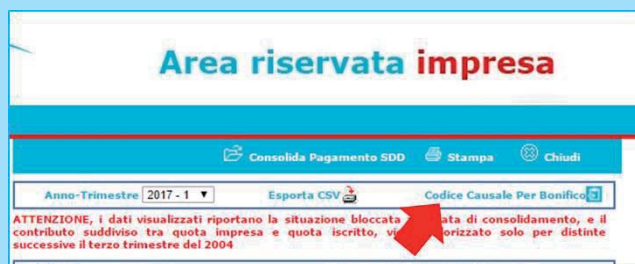 Area riservata impresa
Consolida Pagamento SDD Stampa Chiudi
Anno-Trimestre 2017 - 1 Esporta CSV Codice Causale Per Bonifico
ATTENZIONE, i dati visualizzati riportano la situazione bloccata di consolidamento, e il
contributo suddiviso tra quota impresa e quota iscritto, solo per distinte
successive il terzo trimestre del 2004